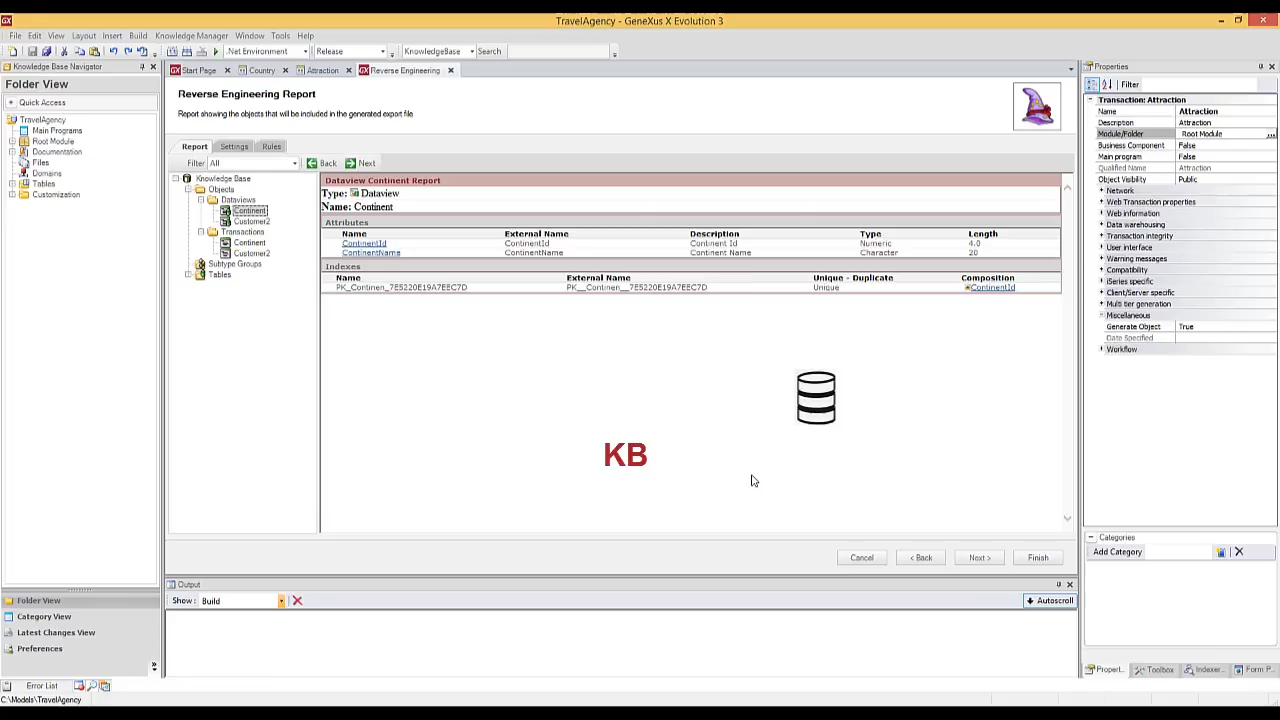 TravelAgency - GeneXus X Evolution 3
File Edit View Layout Insert Build Knowledge Manager Window Tools Help
.Net Environment Release KnowledgeBase Search
Knowledge Base Navigator
Folder View
Quick Access
TravelAgency
Main Programs
Root Module
Documentation
Files
Domains
Tables
Customization
Folder View
Category View
Latest Changes View
Preferences
Start Page Country Attraction Reverse Engineering
Reverse Engineering Report
Report showing the objects that will be included in the generated export file
Report Settings Rules
Filter All Back Next
Knowledge Base
Objects
Dataviews
Continent
Customer2
Transactions
Continent
Customer2
Subtype Groups
Tables
Dataview Continent Report
Type: Dataview
Name: Continent
Attributes
Name External Name Description Type Length
ContinentId ContinentId Continent Id Numeric 4.0
ContinentName ContinentName Continent Name Character 20
Indexes
Name External Name Unique - Duplicate Composition
PK_Continen_7E5220E19A7EEC7D PK__Continen__7E5220E19A7EEC7D Unique ContinentId
KB
Cancel < Back Next > Finish
Output
Show: Build Autoscroll
Properties
Filter
Transaction: Attraction
Name Attraction
Description Attraction
Module/Folder Root Module ...
Business Component False
Main program False
Qualified Name Attraction
Object Visibility Public
Network
Web Transaction properties
Web information
Data warehousing
Transaction integrity
User interface
Warning messages
Compatibility
iSeries specific
Client/Server specific
Multi tier generation
Miscellaneous
Generate Object True
Date Specified
Workflow
Categories
Add Category
Propert.. Toolbox Indexer... Form P...
Error List
C:\Models\TravelAgency